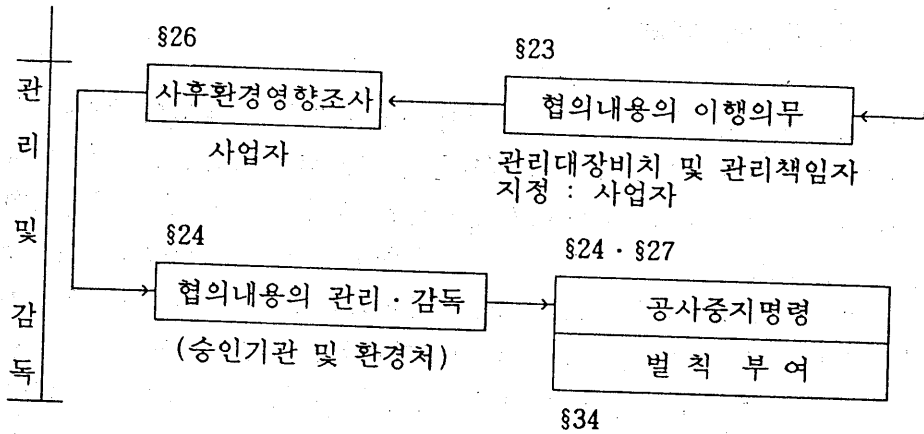 관리 및 감독
§26
사후환경영향조사
사업자
§23
협의내용의 이행의무
관리대장비치 및 관리책임자
지정 : 사업자
§24
협의내용의 관리·감독
(승인기관 및 환경처)
§24·§27
공사중지명령
벌칙 부여
§34